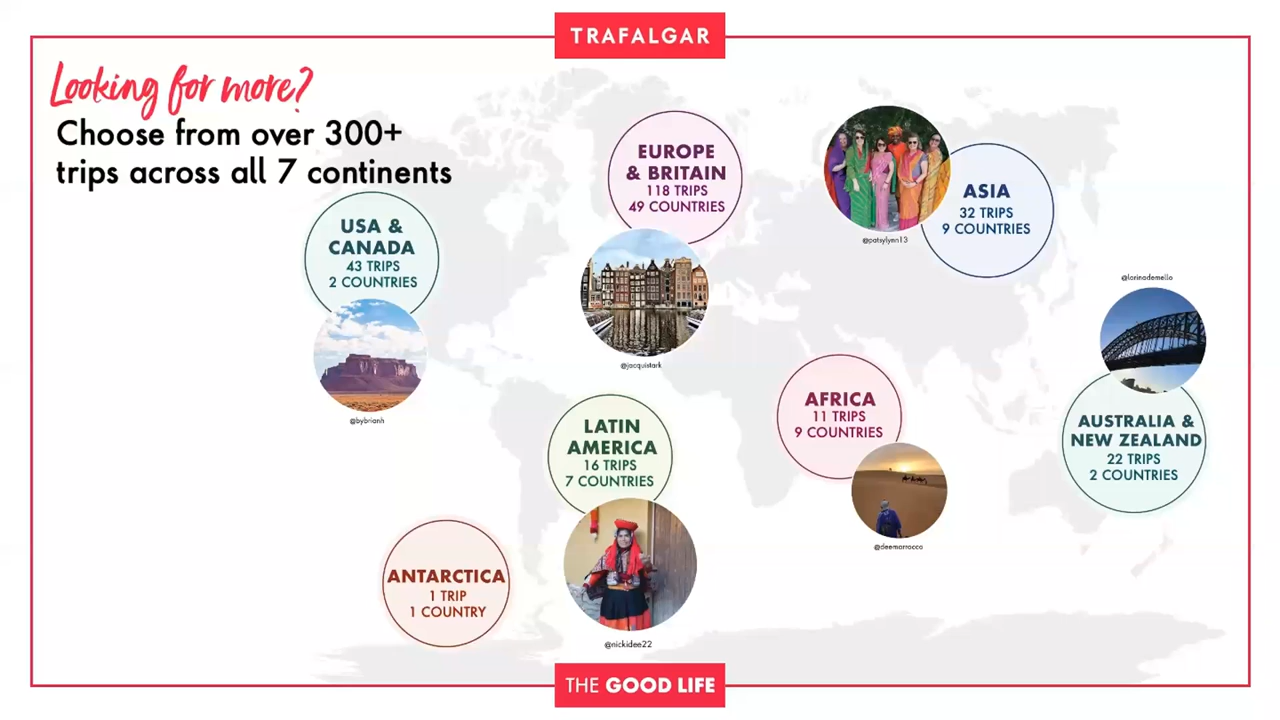 TRAFALGAR
Looking for more?
Choose from over 300+
trips across all 7 continents
USA &
CANADA
43 TRIPS
2 COUNTRIES
@bybrianh
EUROPE
& BRITAIN
118 TRIPS
49 COUNTRIES
@jacquistark
@patsylynn13
ASIA
32 TRIPS
9 COUNTRIES
@larinademello
AUSTRALIA &
NEW ZEALAND
22 TRIPS
2 COUNTRIES
AFRICA
11 TRIPS
9 COUNTRIES
@deemarrocco
LATIN
AMERICA
16 TRIPS
7 COUNTRIES
@nickidee22
ANTARCTICA
1 TRIP
1 COUNTRY
THE GOOD LIFE